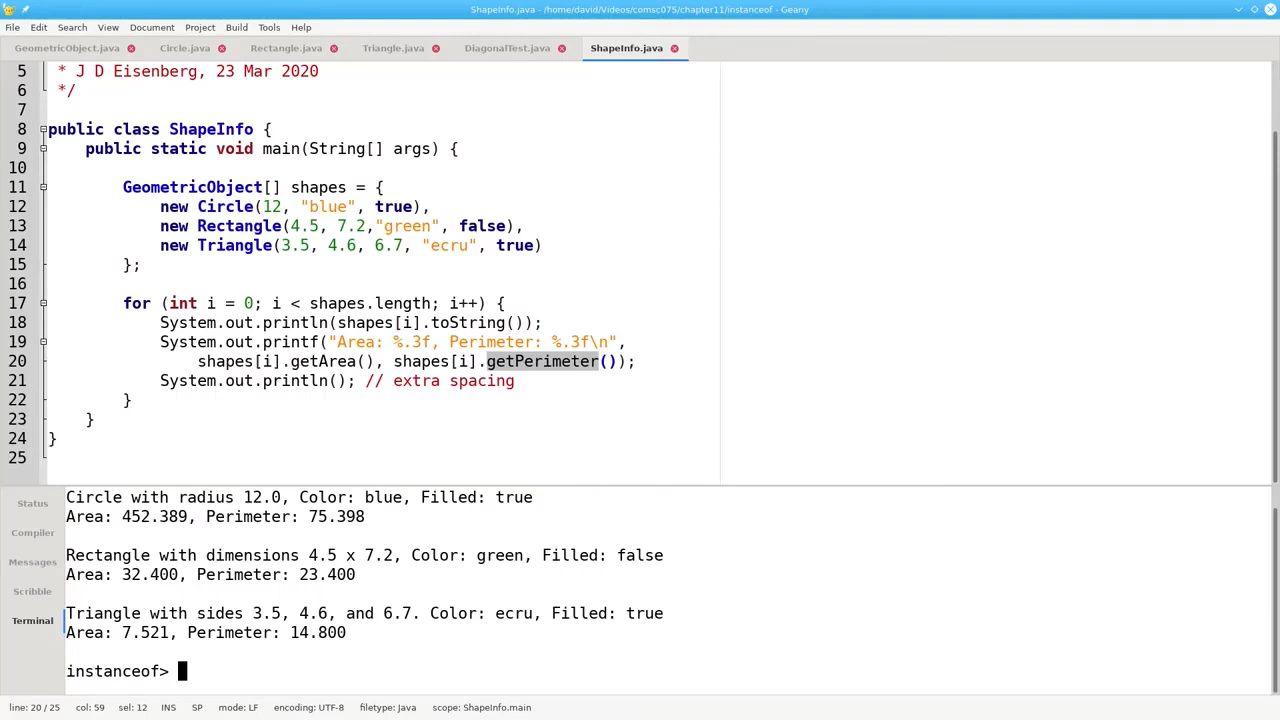 ShapeInfo.java - /home/david/Videos/comsc075/chapter11/instanceof - Geany
File Edit Search View Document Project Build Tools Help
GeometricObject.java Circle.java Rectangle.java Triangle.java DiagonalTest.java ShapeInfo.java
5 * J D Eisenberg, 23 Mar 2020
6 */
7
8 public class ShapeInfo {
9 public static void main(String[] args) {
10
11 GeometricObject[] shapes = {
12 new Circle(12, "blue", true),
13 new Rectangle(4.5, 7.2,"green", false),
14 new Triangle(3.5, 4.6, 6.7, "ecru", true)
15 };
16
17 for (int i = 0; i < shapes.length; i++) {
18 System.out.println(shapes[i].toString());
19 System.out.printf("Area: %.3f, Perimeter: %.3f\n",
20 shapes[i].getArea(), shapes[i].getPerimeter());
21 System.out.println(); // extra spacing
22 }
23 }
24 }
25
Status
Compiler
Messages
Scribble
Terminal
Circle with radius 12.0, Color: blue, Filled: true
Area: 452.389, Perimeter: 75.398
Rectangle with dimensions 4.5 x 7.2, Color: green, Filled: false
Area: 32.400, Perimeter: 23.400
Triangle with sides 3.5, 4.6, and 6.7. Color: ecru, Filled: true
Area: 7.521, Perimeter: 14.800
instanceof>
line: 20 / 25 col: 59 sel: 12 INS SP mode: LF encoding: UTF-8 filetype: Java scope: ShapeInfo.main